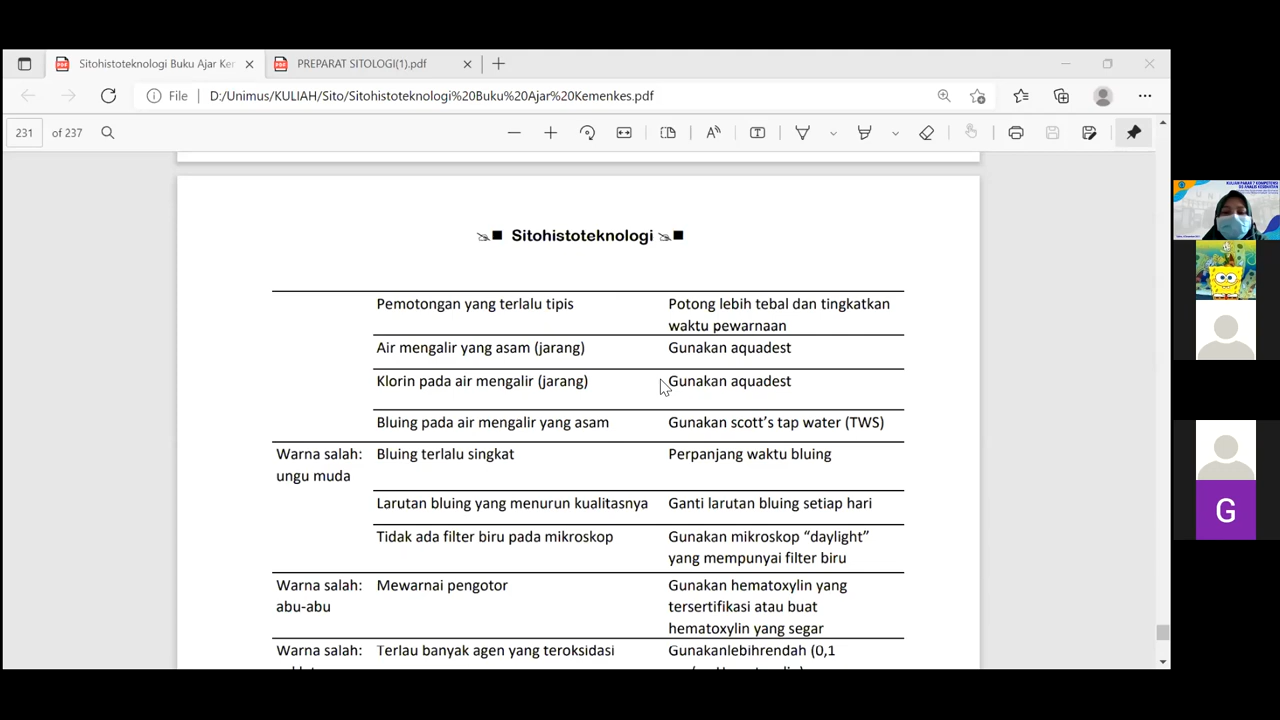 Sitohistoteknologi Buku Ajar Ker
PREPARAT SITOLOGI(1).pdf
File
D:/Unimus/KULIAH/Sito/Sitohistoteknologi%20Buku%20Ajar%20Kemenkes.pdf
231 of 237
Sitohistoteknologi
Pemotongan yang terlalu tipis
Potong lebih tebal dan tingkatkan
waktu pewarnaan
Air mengalir yang asam (jarang)
Gunakan aquadest
Klorin pada air mengalir (jarang)
Gunakan aquadest
Bluing pada air mengalir yang asam
Gunakan scott's tap water (TWS)
Warna salah:
ungu muda
Bluing terlalu singkat
Perpanjang waktu bluing
Larutan bluing yang menurun kualitasnya
Ganti larutan bluing setiap hari
Tidak ada filter biru pada mikroskop
Gunakan mikroskop “daylight”
yang mempunyai filter biru
Warna salah:
abu-abu
Mewarnai pengotor
Gunakan hematoxylin yang
tersertifikasi atau buat
hematoxylin yang segar
Warna salah:
Terlau banyak agen yang teroksidasi
Gunakanlebihrendah (0,1
G